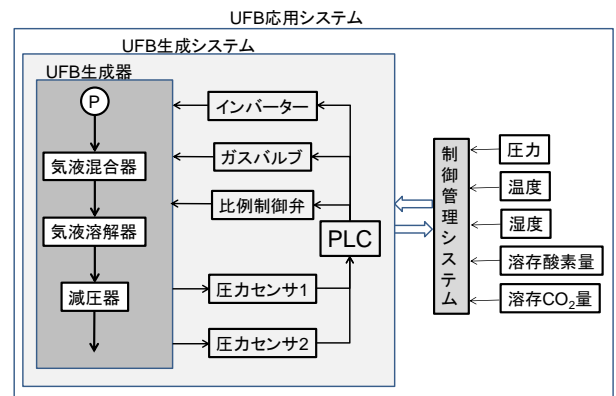 UFB応用システム
UFB生成システム
UFB生成器
P
気液混合器
気液溶解器
減圧器
インバーター
ガスバルブ
比例制御弁
PLC
圧力センサ1
圧力センサ2
制御管理システム
圧力
温度
湿度
溶存酸素量
溶存CO₂量